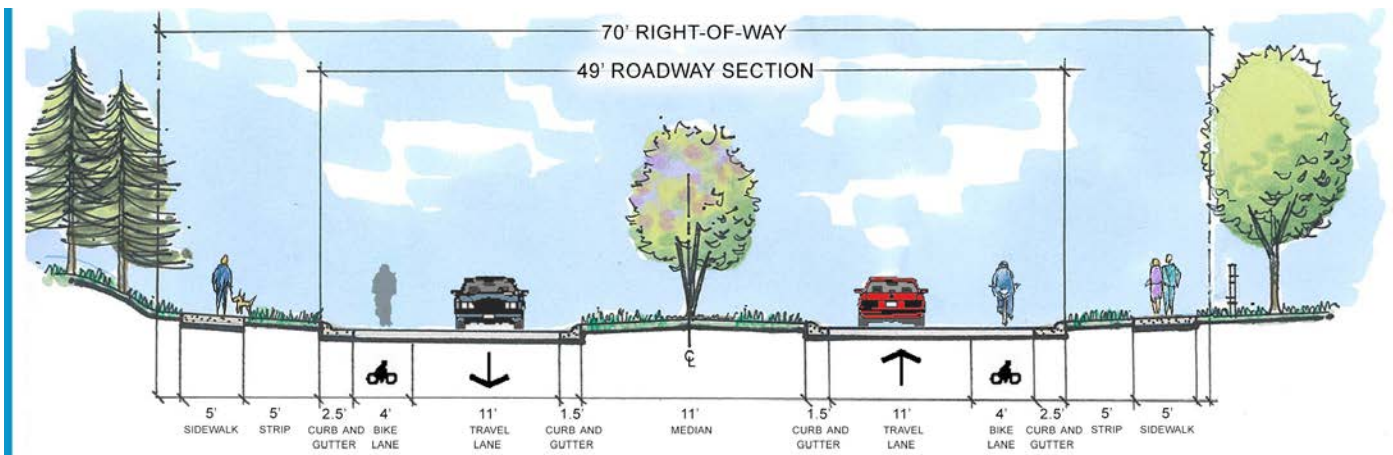 70' RIGHT-OF-WAY
49' ROADWAY SECTION
℄
5' 5' 2.5' 4' 11' 1.5' 11' 1.5' 11' 4' 2.5' 5' 5'
SIDEWALK STRIP CURB AND BIKE TRAVEL CURB AND MEDIAN CURB AND TRAVEL BIKE CURB AND STRIP SIDEWALK
GUTTER LANE LANE GUTTER GUTTER LANE LANE GUTTER